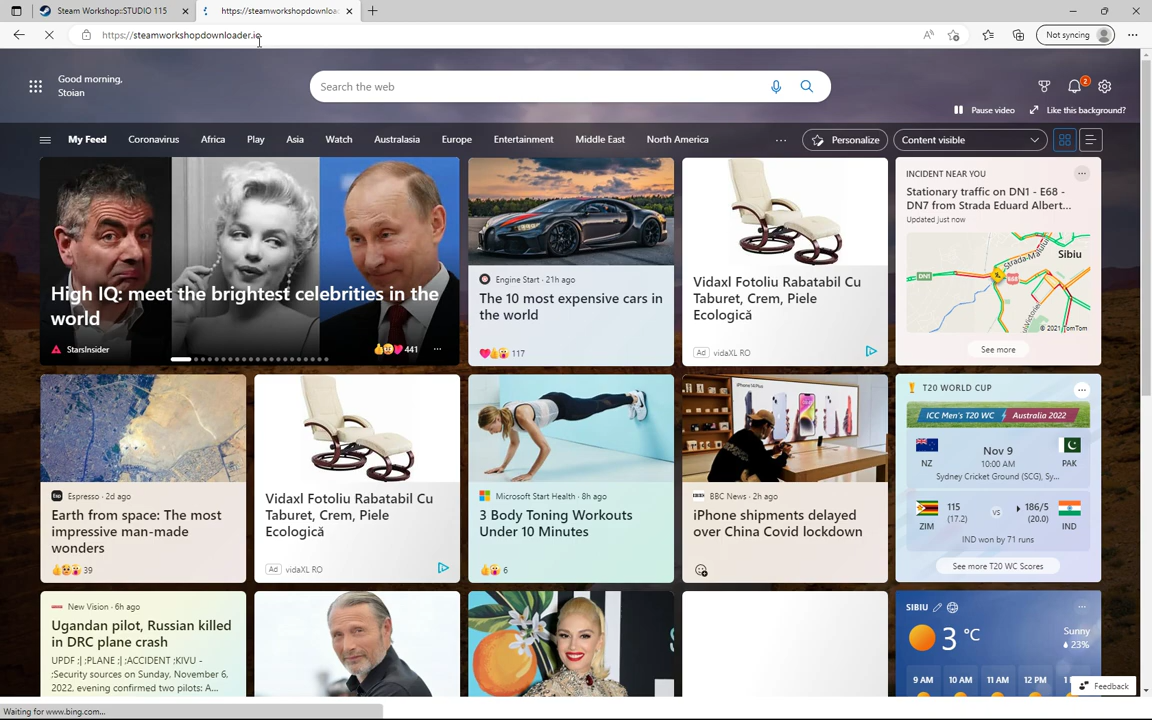 Steam Workshop::STUDIO 115
https://steamworkshopdownloa
https://steamworkshopdownloader.io
Not syncing
Good morning,
Stoian
Search the web
2
Pause video
Like this background?
My Feed
Coronavirus
Africa
Play
Asia
Watch
Australasia
Europe
Entertainment
Middle East
North America
Personalize
Content visible
High IQ: meet the brightest celebrities in the
world
StarsInsider
441
Engine Start · 21h ago
The 10 most expensive cars in
the world
117
Vidaxl Fotoliu Rabatabil Cu
Taburet, Crem, Piele
Ecologică
Ad vidaXL RO
INCIDENT NEAR YOU
Stationary traffic on DN1 - E68 -
DN7 from Strada Eduard Albert...
Updated just now
Strada-Malului
Sibiu
DN1
© 2021 TomTom
See more
Espresso · 2d ago
Earth from space: The most
impressive man-made
wonders
39
Vidaxl Fotoliu Rabatabil Cu
Taburet, Crem, Piele
Ecologică
Ad vidaXL RO
Microsoft Start Health · 8h ago
3 Body Toning Workouts
Under 10 Minutes
6
BBC News · 2h ago
iPhone shipments delayed
over China Covid lockdown
T20 WORLD CUP
ICC Men's T20 WC
Australia 2022
NZ
Nov 9
10:00 AM
PAK
Sydney Cricket Ground (SCG), Sy...
ZIM
115
(17.2)
VS
186/5
(20.0)
IND
IND won by 71 runs
See more T20 WC Scores
New Vision · 6h ago
Ugandan pilot, Russian killed
in DRC plane crash
UPDF :| ;PLANE :| ;ACCIDENT ;KIVU -
;Security sources on Sunday, November 6,
2022, evening confirmed two pilots: A...
SIBIU
3 °C
Sunny
23%
9 AM
10 AM
11 AM
12 PM
Feedback
Waiting for www.bing.com...